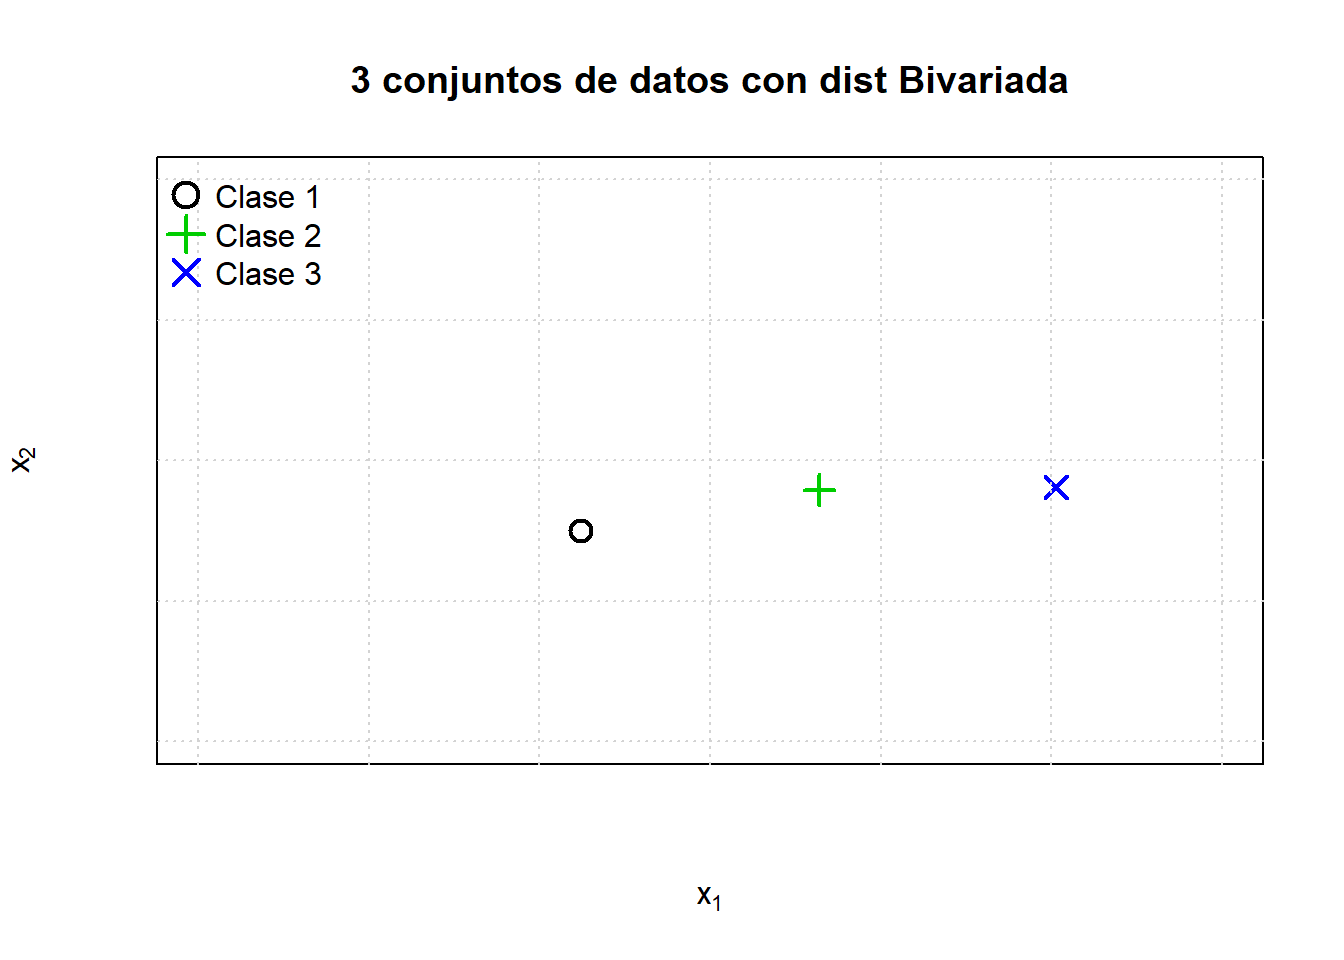 3 conjuntos de datos con dist Bivariada
Clase 1
Clase 2
Clase 3
x₂
x₁